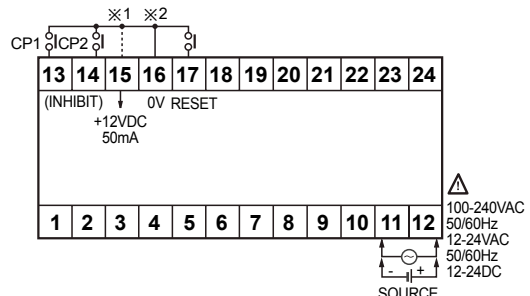 ※1 ※2
CP1 CP2
13 14 15 16 17 18 19 20 21 22 23 24
(INHIBIT) 0V RESET
+12VDC
50mA
1 2 3 4 5 6 7 8 9 10 11 12
100-240VAC
50/60Hz
12-24VAC
50/60Hz
12-24DC
- +
SOURCE